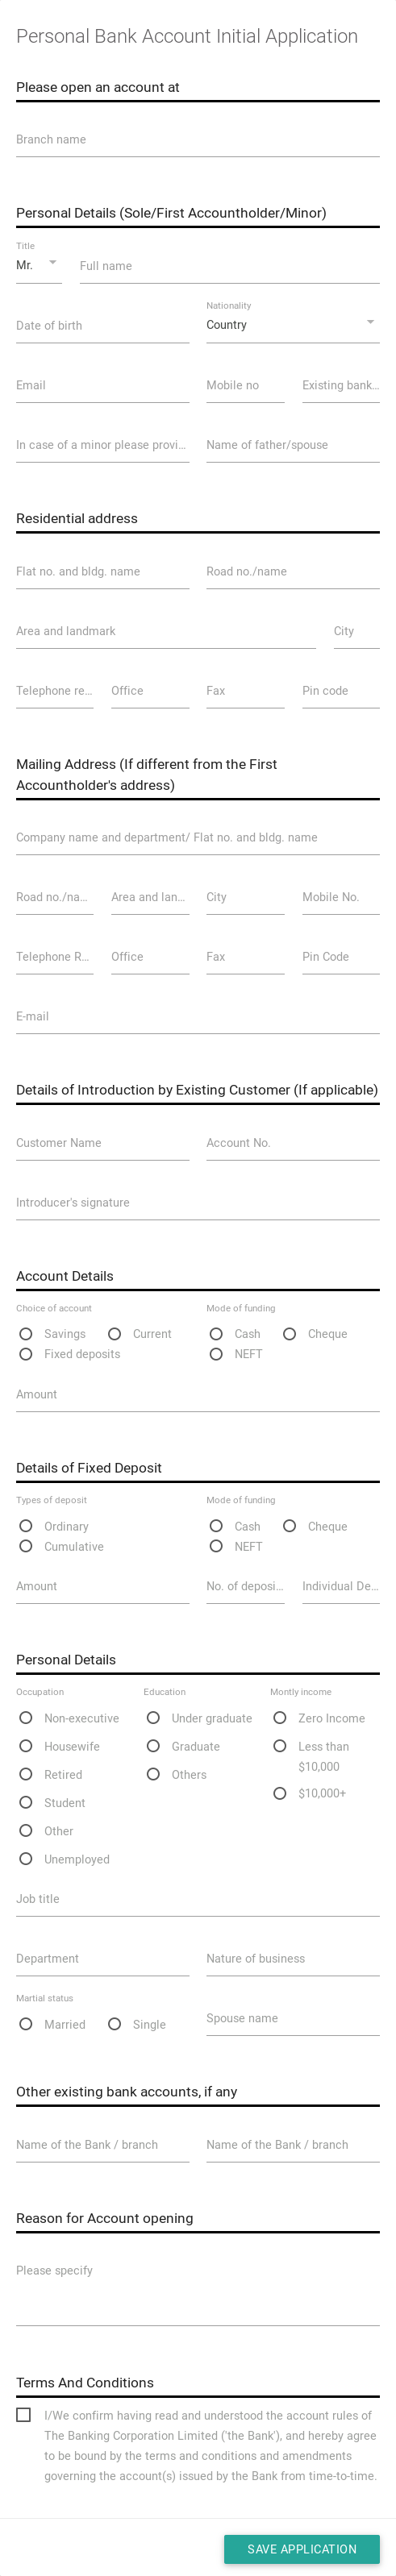 Personal Bank Account Initial Application
Please open an account at
Branch name
Personal Details (Sole/First Accountholder/Minor)
Title
Mr.
Full name
Nationality
Date of birth
Country
Email
Mobile no
Existing bank...
In case of a minor please provi...
Name of father/spouse
Residential address
Flat no. and bldg. name
Road no./name
Area and landmark
City
Telephone re...
Office
Fax
Pin code
Mailing Address (If different from the First
Accountholder's address)
Company name and department/ Flat no. and bldg. name
Road no./na...
Area and lan...
City
Mobile No.
Telephone R...
Office
Fax
Pin Code
E-mail
Details of Introduction by Existing Customer (If applicable)
Customer Name
Account No.
Introducer's signature
Account Details
Choice of account
Savings
Current
Fixed deposits
Mode of funding
Cash
Cheque
NEFT
Amount
Details of Fixed Deposit
Types of deposit
Ordinary
Cumulative
Mode of funding
Cash
Cheque
NEFT
Amount
No. of deposi...
Individual De...
Personal Details
Occupation
Non-executive
Housewife
Retired
Student
Other
Unemployed
Education
Under graduate
Graduate
Others
Montly income
Zero Income
Less than
$10,000
$10,000+
Job title
Department
Nature of business
Martial status
Married
Single
Spouse name
Other existing bank accounts, if any
Name of the Bank / branch
Name of the Bank / branch
Reason for Account opening
Please specify
Terms And Conditions
I/We confirm having read and understood the account rules of
The Banking Corporation Limited ('the Bank'), and hereby agree
to be bound by the terms and conditions and amendments
governing the account(s) issued by the Bank from time-to-time.
SAVE APPLICATION